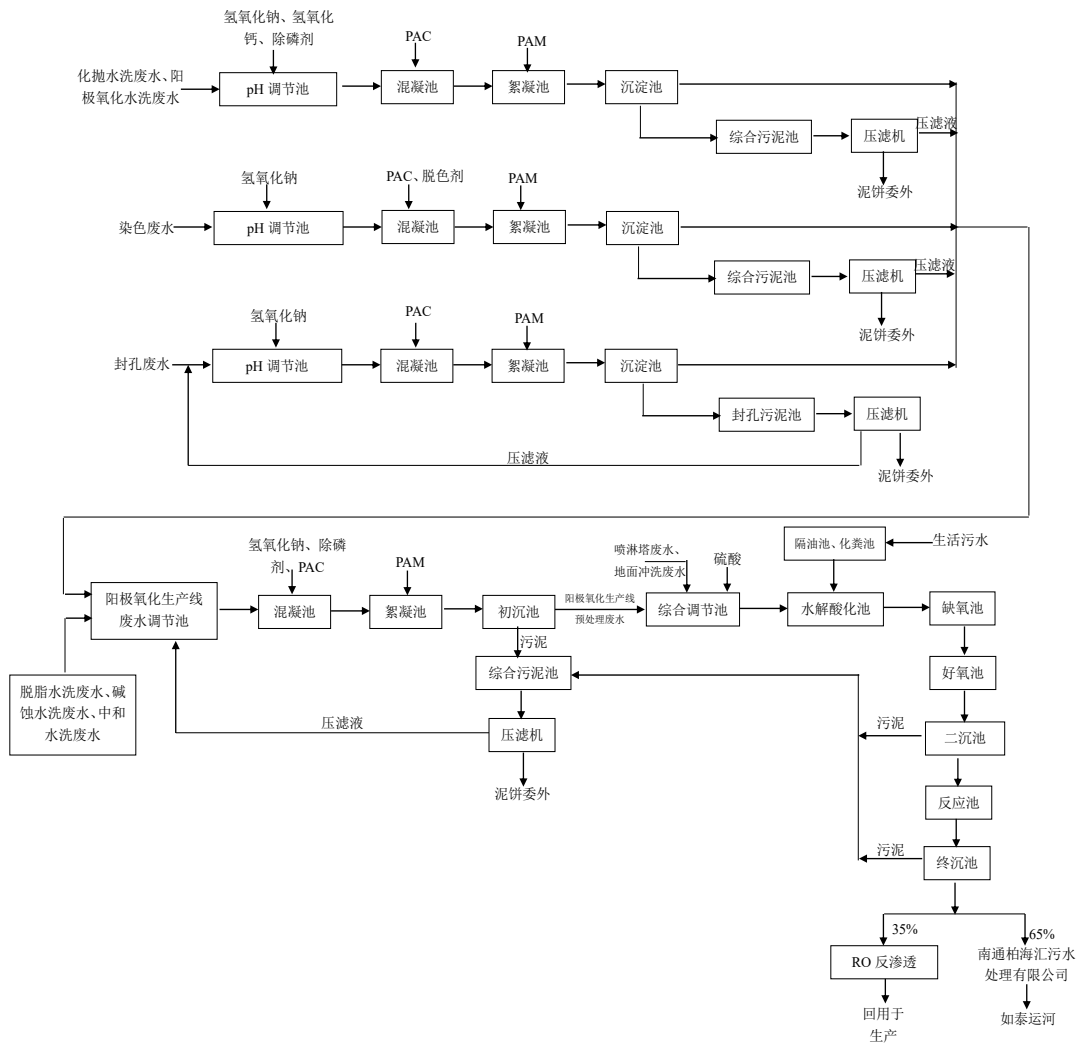 氢氧化钠、氢氧化
钙、除磷剂
PAC
PAM
化抛水洗废水、阳
极氧化水洗废水
pH 调节池
混凝池
絮凝池
沉淀池
综合污泥池
压滤机
压滤液
泥饼委外
氢氧化钠
PAC、脱色剂
PAM
染色废水
pH 调节池
混凝池
絮凝池
沉淀池
综合污泥池
压滤机
压滤液
泥饼委外
氢氧化钠
PAC
PAM
封孔废水
pH 调节池
混凝池
絮凝池
沉淀池
封孔污泥池
压滤机
压滤液
泥饼委外
氢氧化钠、除磷
剂、PAC
PAM
喷淋塔废水、
地面冲洗废水
硫酸
隔油池、化粪池
生活污水
阳极氧化生产线
废水调节池
混凝池
絮凝池
初沉池
阳极氧化生产线
预处理废水
综合调节池
水解酸化池
缺氧池
污泥
综合污泥池
好氧池
脱脂水洗废水、碱
蚀水洗废水、中和
水洗废水
压滤液
压滤机
污泥
二沉池
泥饼委外
反应池
污泥
终沉池
35%
65%
RO 反渗透
南通柏海汇污水
处理有限公司
回用于
生产
如泰运河